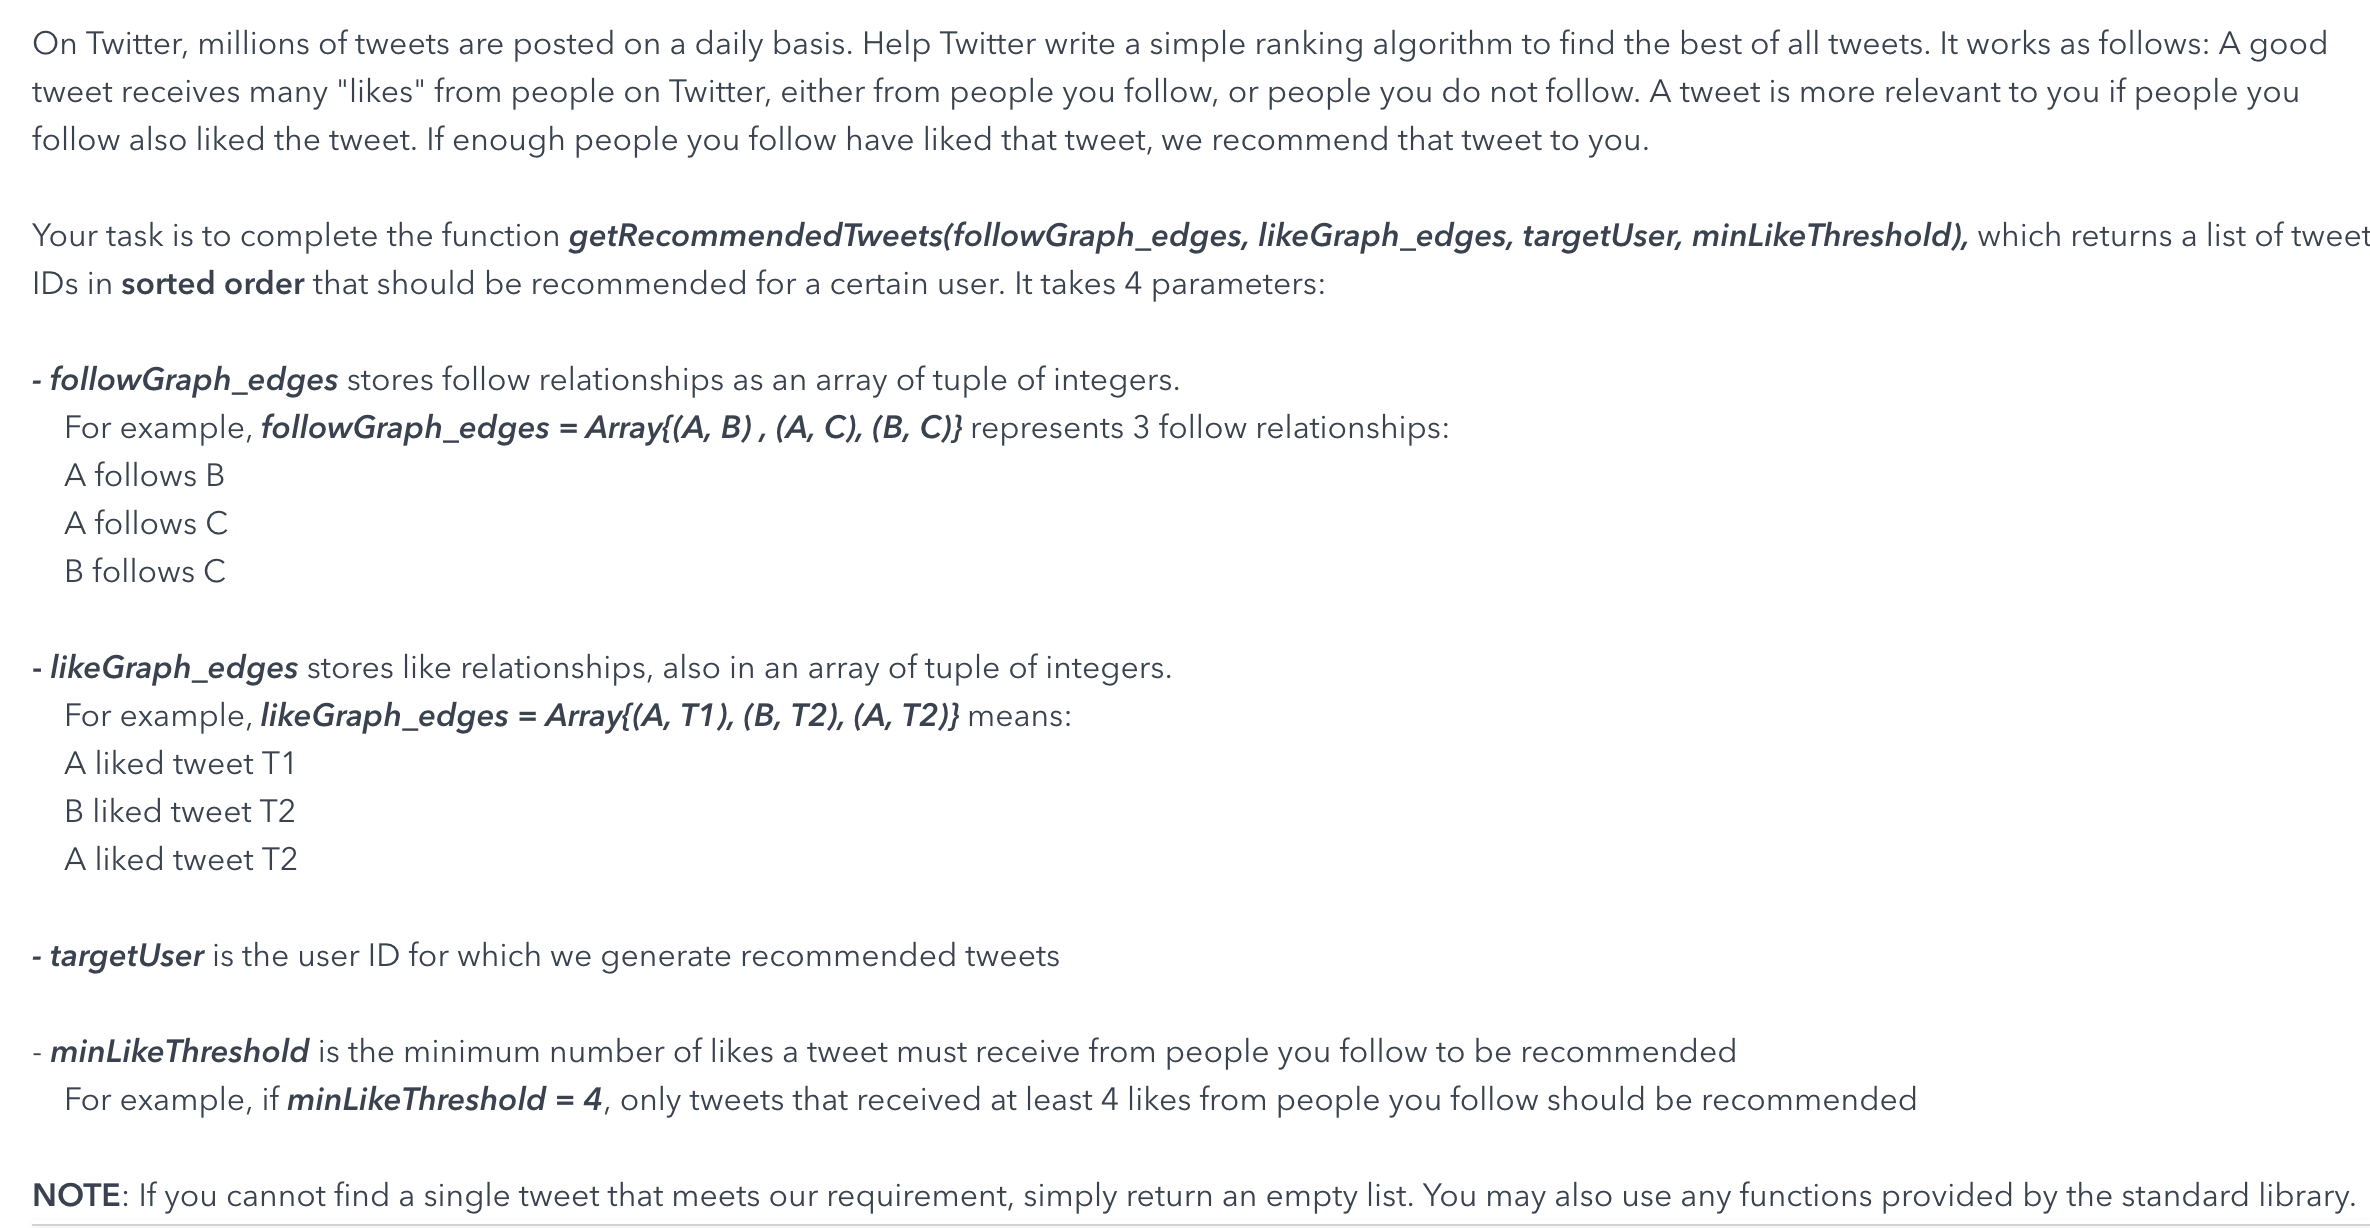 On Twitter, millions of tweets are posted on a daily basis. Help Twitter write a simple ranking algorithm to find the best of all tweets. It works as follows: A good
tweet receives many "likes" from people on Twitter, either from people you follow, or people you do not follow. A tweet is more relevant to you if people you
follow also liked the tweet. If enough people you follow have liked that tweet, we recommend that tweet to you.
Your task is to complete the function getRecommendedTweets(followGraph_edges, likeGraph_edges, targetUser, minLikeThreshold), which returns a list of tweet
IDs in sorted order that should be recommended for a certain user. It takes 4 parameters:
- followGraph_edges stores follow relationships as an array of tuple of integers.
For example, followGraph_edges = Array{(A, B) , (A, C), (B, C)} represents 3 follow relationships:
A follows B
A follows C
B follows C
- likeGraph_edges stores like relationships, also in an array of tuple of integers.
For example, likeGraph_edges = Array{(A, T1), (B, T2), (A, T2)} means:
A liked tweet T1
B liked tweet T2
A liked tweet T2
- targetUser is the user ID for which we generate recommended tweets
- minLikeThreshold is the minimum number of likes a tweet must receive from people you follow to be recommended
For example, if minLikeThreshold = 4, only tweets that received at least 4 likes from people you follow should be recommended
NOTE: If you cannot find a single tweet that meets our requirement, simply return an empty list. You may also use any functions provided by the standard library.